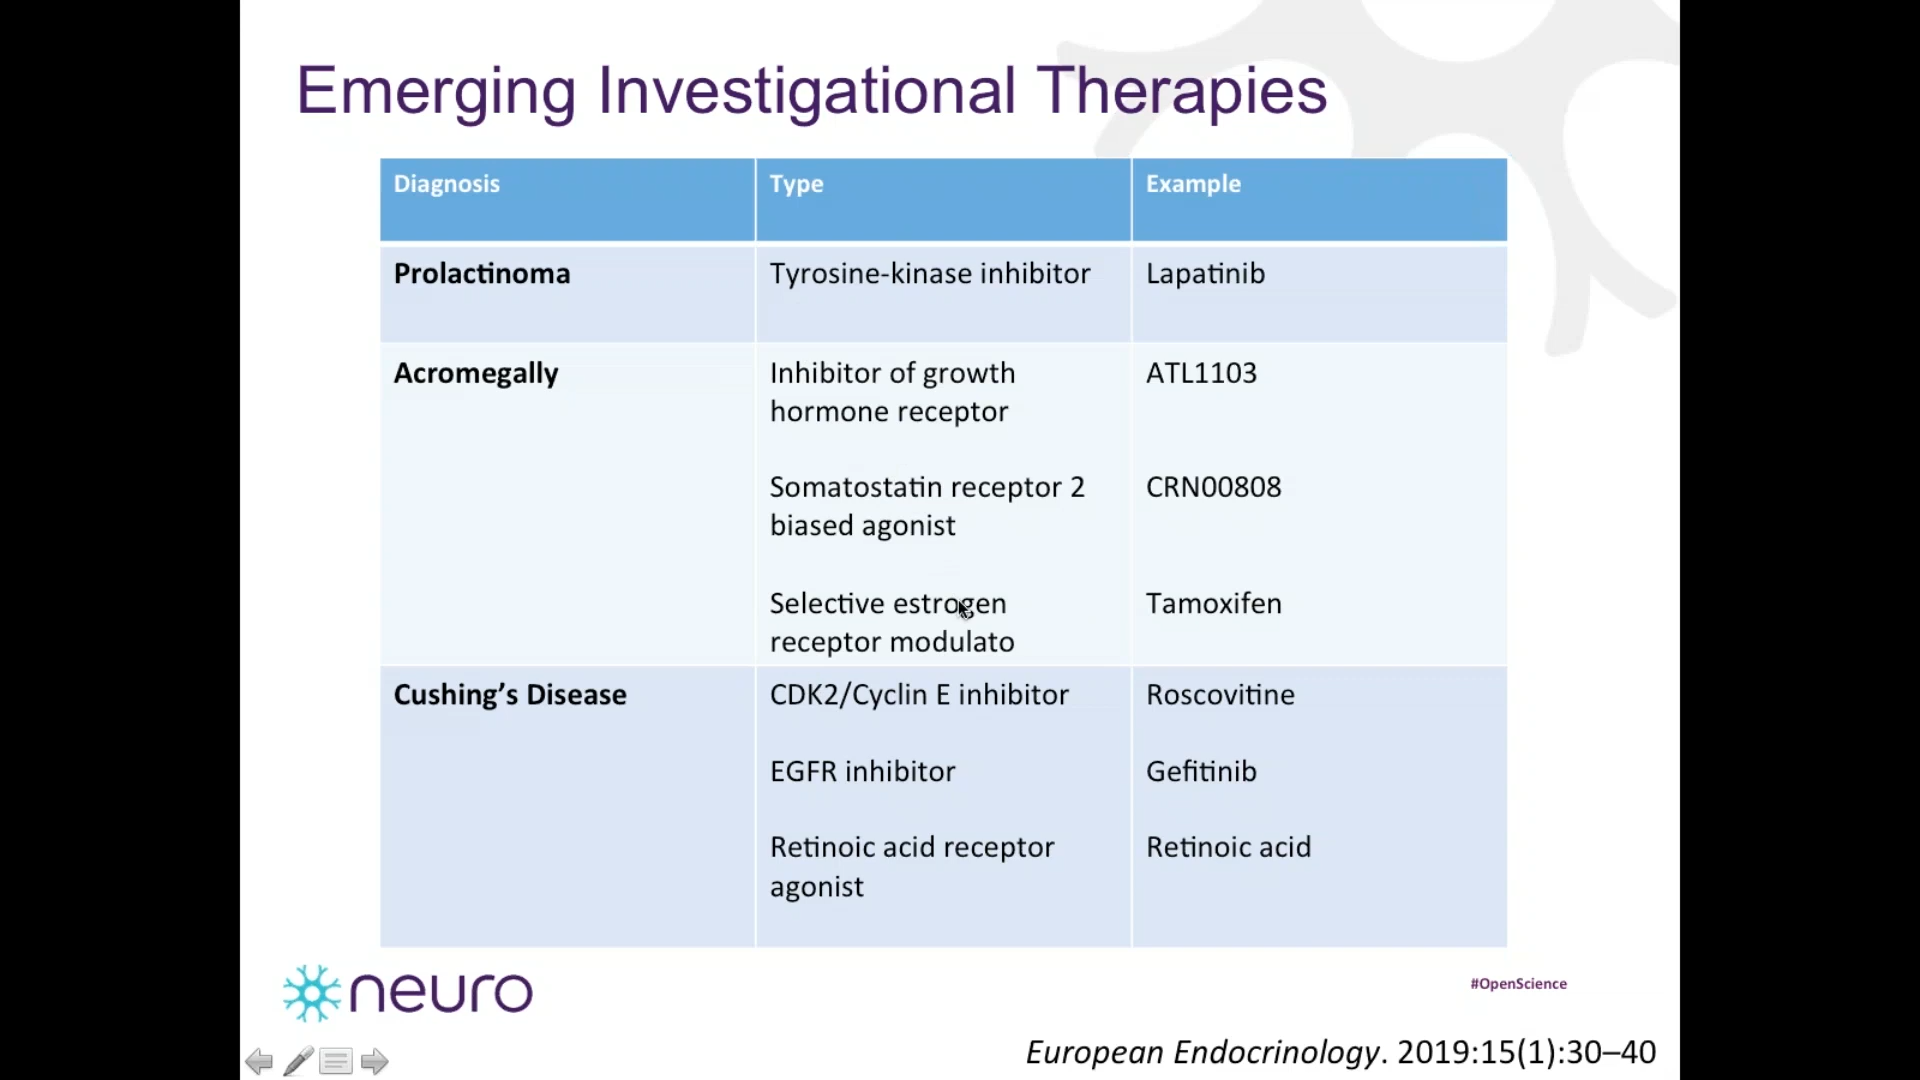 Emerging Investigational Therapies
Diagnosis
Type
Example
Prolactinoma
Tyrosine-kinase inhibitor
Lapatinib
Acromegally
Inhibitor of growth
hormone receptor
ATL1103
Somatostatin receptor 2
biased agonist
CRN00808
Selective estrogen
receptor modulato
Tamoxifen
Cushing’s Disease
CDK2/Cyclin E inhibitor
Roscovitine
EGFR inhibitor
Gefitinib
Retinoic acid receptor
agonist
Retinoic acid
neuro
#OpenScience
European Endocrinology. 2019:15(1):30–40